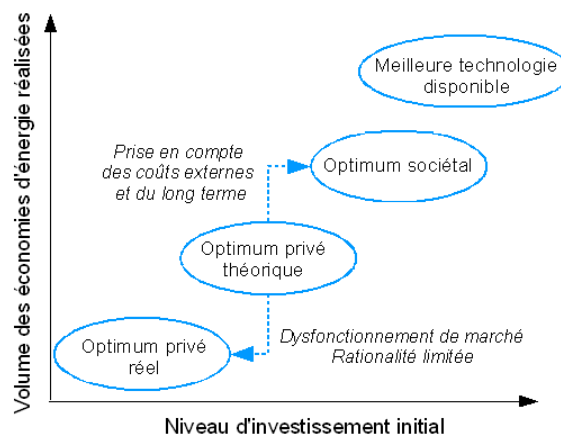 Volume des économies d'énergie réalisées
Meilleure technologie
disponible
Prise en compte
des coûts externes
et du long terme
Optimum sociétal
Optimum privé
théorique
Optimum privé
réel
Dysfonctionnement de marché
Rationalité limitée
Niveau d'investissement initial